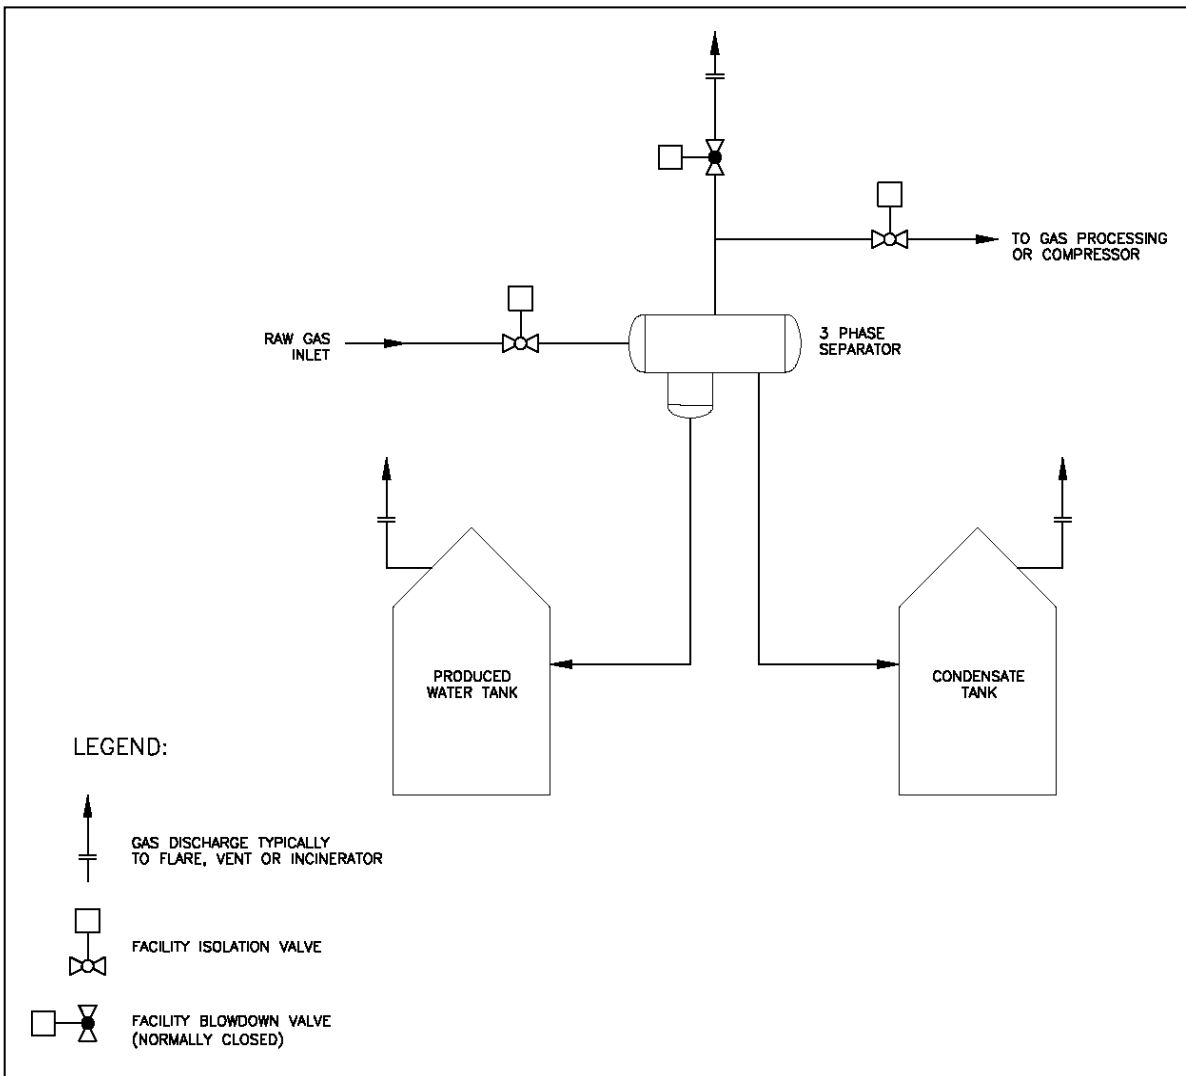 TO GAS PROCESSING
OR COMPRESSOR
RAW GAS
INLET
3 PHASE
SEPARATOR
PRODUCED
WATER TANK
CONDENSATE
TANK
LEGEND:
GAS DISCHARGE TYPICALLY
TO FLARE, VENT OR INCINERATOR
FACILITY ISOLATION VALVE
FACILITY BLOWDOWN VALVE
(NORMALLY CLOSED)